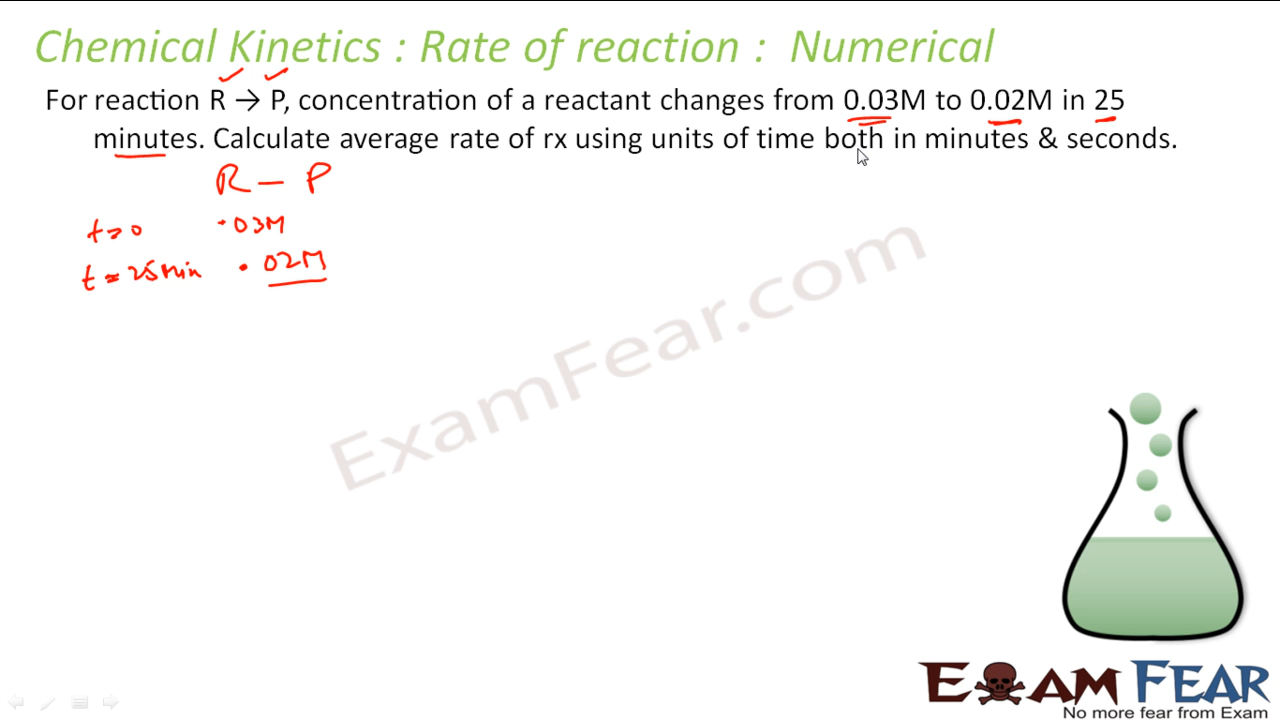 Chemical Kinetics : Rate of reaction : Numerical
For reaction R → P, concentration of a reactant changes from 0.03M to 0.02M in 25
minutes. Calculate average rate of rx using units of time both in minutes & seconds.
R — P
t = 0 .03M
t = 25 min .02M
ExamFear.com
EXAM FEAR
No more fear from Exam